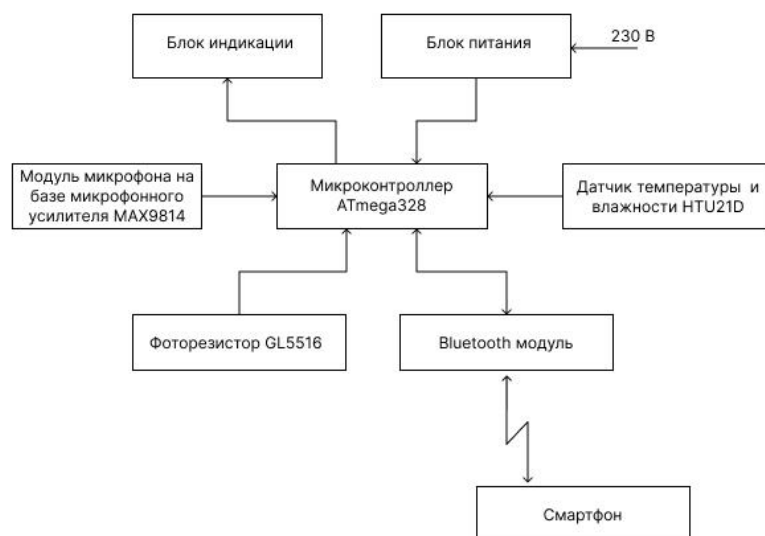 Блок индикации
Блок питания
230 В
Модуль микрофона на
базе микрофонного
усилителя MAX9814
Микроконтроллер
ATmega328
Датчик температуры и
влажности HTU21D
Фоторезистор GL5516
Bluetooth модуль
Смартфон